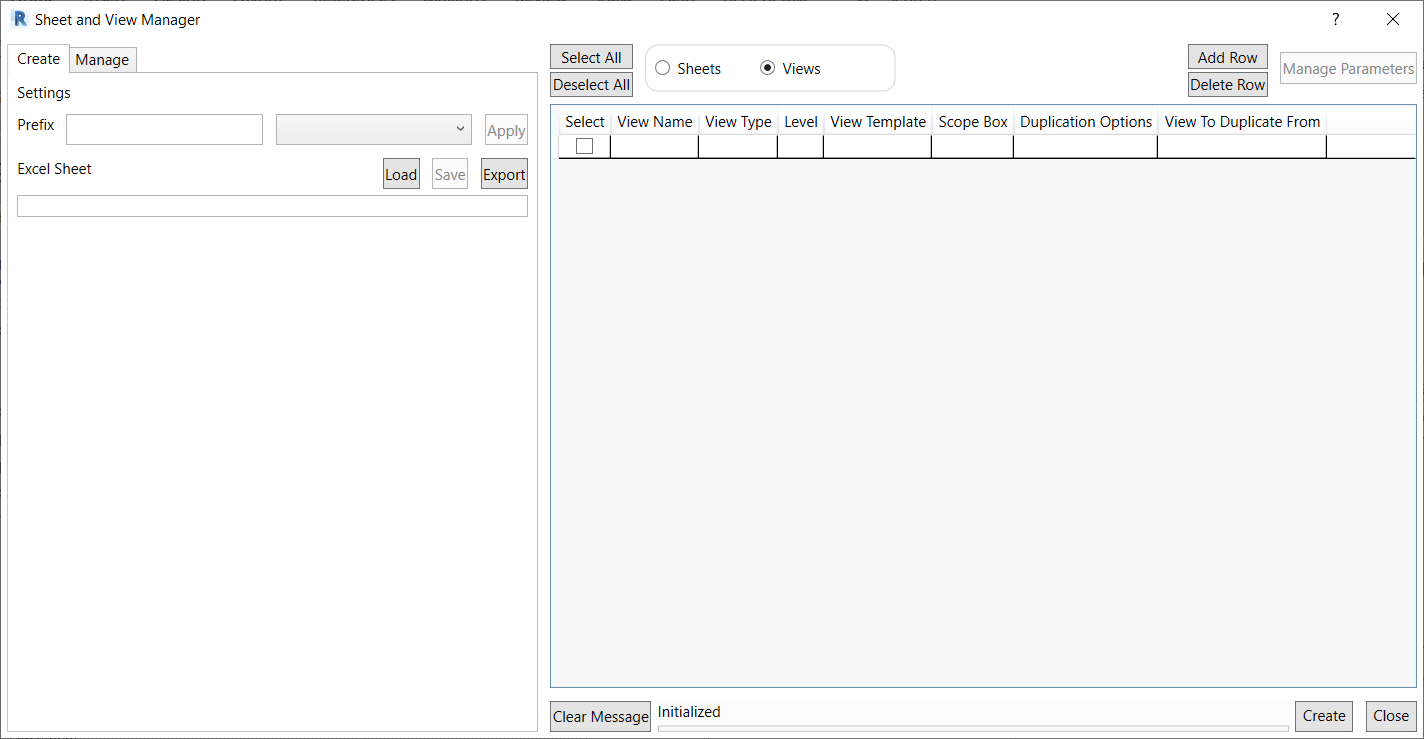 Sheet and View Manager
?
Create
Manage
Settings
Prefix
Apply
Excel Sheet
Load
Save
Export
Select All
Deselect All
Sheets
Views
Add Row
Delete Row
Manage Parameters
Select View Name View Type Level View Template Scope Box Duplication Options View To Duplicate From
Clear Message
Initialized
Create
Close